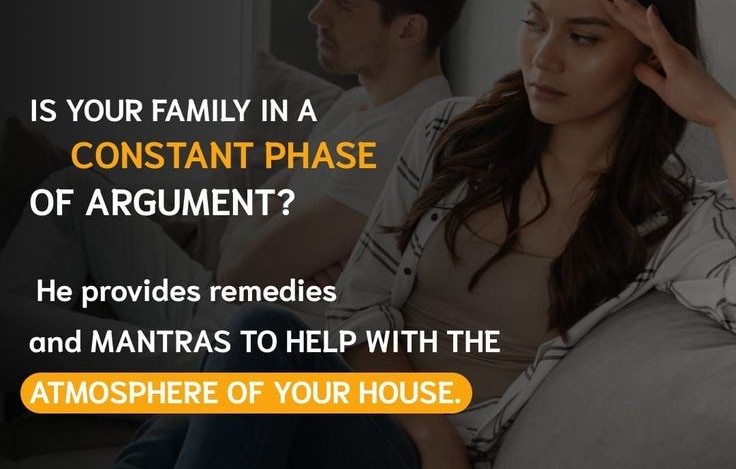 IS YOUR FAMILY IN A
CONSTANT PHASE
OF ARGUMENT?
He provides remedies
and MANTRAS TO HELP WITH THE
ATMOSPHERE OF YOUR HOUSE.